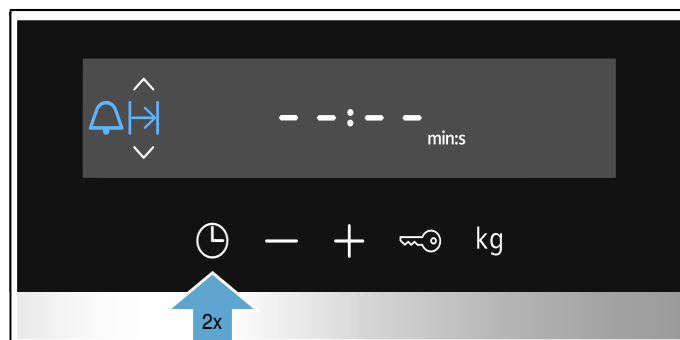 – –:– –
min:s
kg
2x